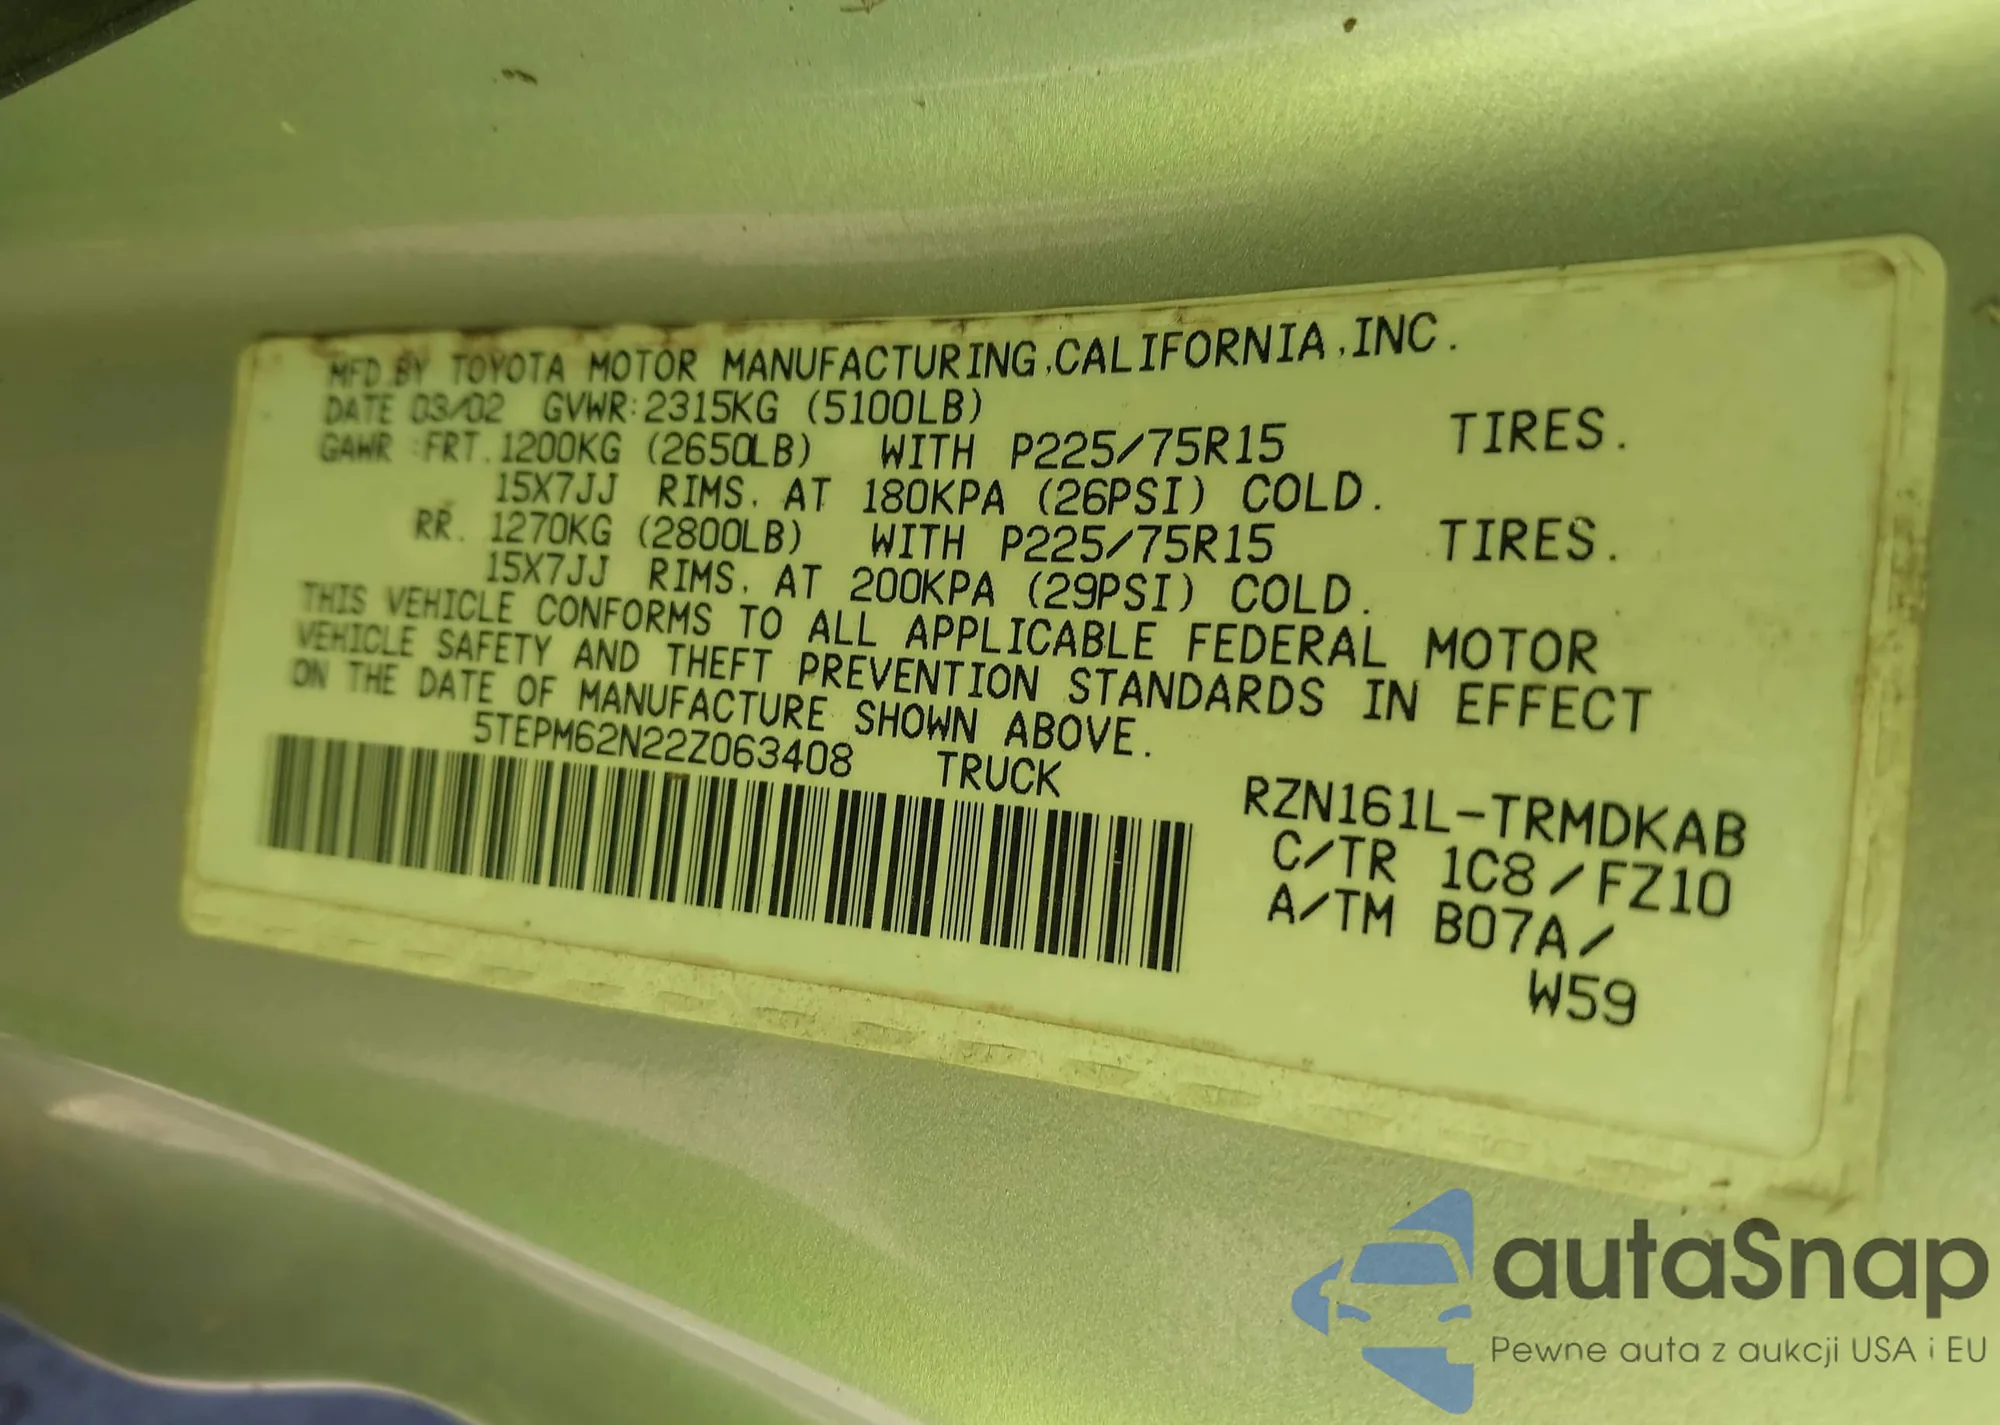 MFD BY TOYOTA MOTOR MANUFACTURING,CALIFORNIA,INC.
DATE 03/02 GVWR:2315KG (5100LB)
GAWR :FRT.1200KG (2650LB) WITH P225/75R15 TIRES.
15X7JJ RIMS. AT 180KPA (26PSI) COLD.
RR. 1270KG (2800LB) WITH P225/75R15 TIRES.
15X7JJ RIMS. AT 200KPA (29PSI) COLD.
THIS VEHICLE CONFORMS TO ALL APPLICABLE FEDERAL MOTOR
VEHICLE SAFETY AND THEFT PREVENTION STANDARDS IN EFFECT
ON THE DATE OF MANUFACTURE SHOWN ABOVE.
5TEPM62N22Z063408 TRUCK
RZN161L-TRMDKAB
C/TR 1C8/FZ10
A/TM B07A/
W59
autaSnap
Pewne auta z aukcji USA i EU